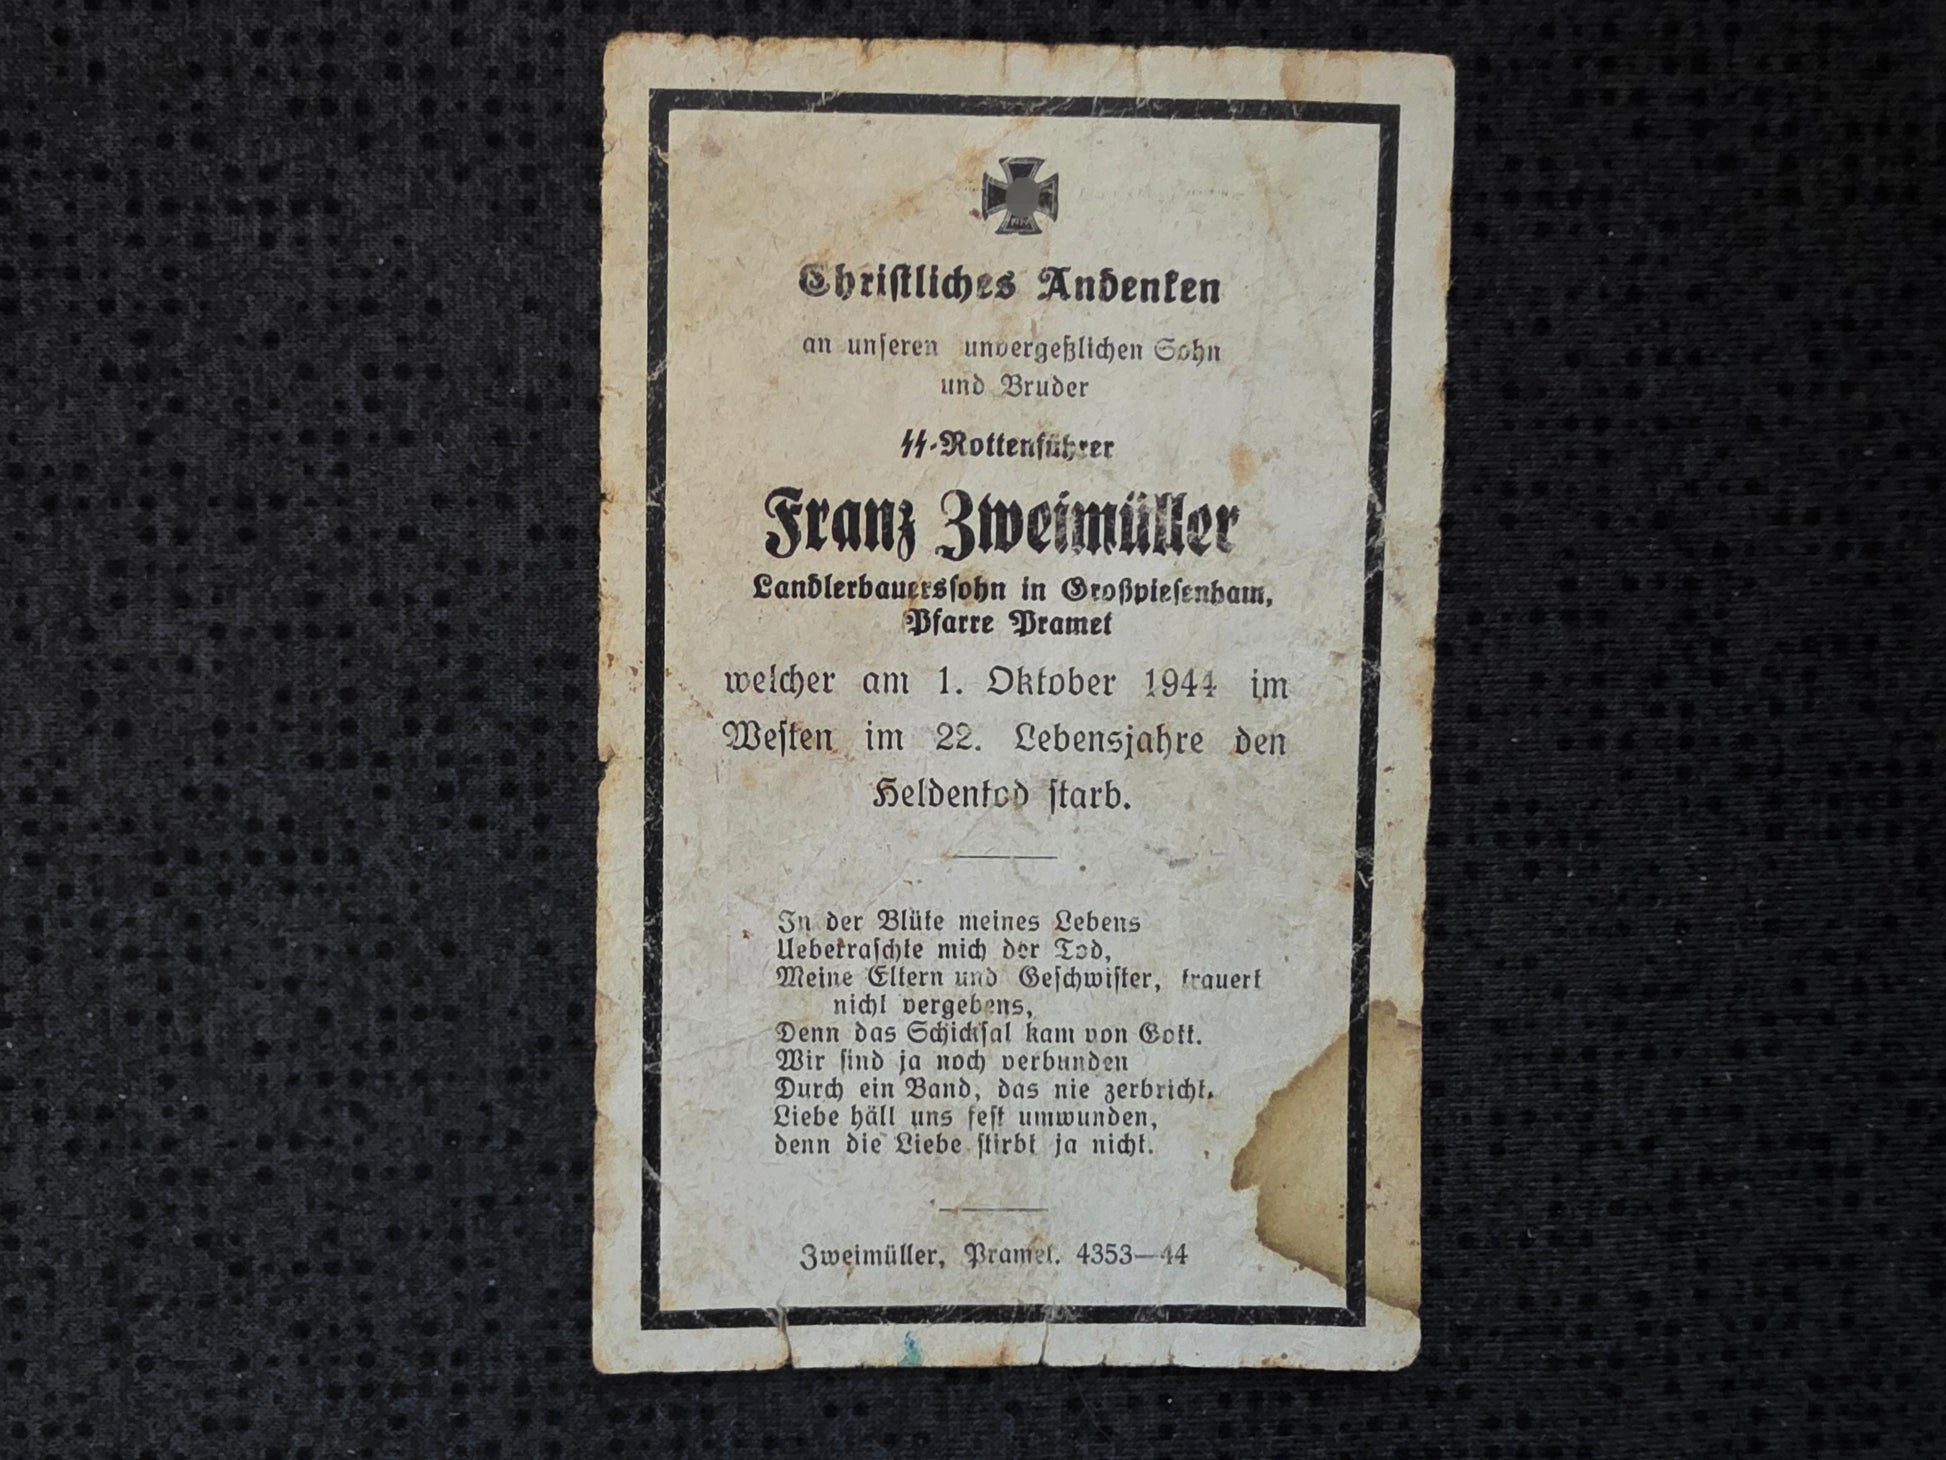 Christliches Andenken
an unseren unvergeßlichen Sohn
und Bruder
SS-Rottenführer
Franz Zweimüller
Landlerbauerssohn in Großpiesenham,
Pfarre Pramet
welcher am 1. Oktober 1944 im
Westen im 22. Lebensjahre den
Heldentod starb.
In der Blüte meines Lebens
Ueberraschte mich der Tod,
Meine Eltern und Geschwister, trauert
nicht vergebens,
Denn das Schicksal kam von Gott.
Wir sind ja noch verbunden
Durch ein Band, das nie zerbricht.
Liebe hält uns fest umwunden,
denn die Liebe stirbt ja nicht.
Zweimüller, Pramet. 4353—44